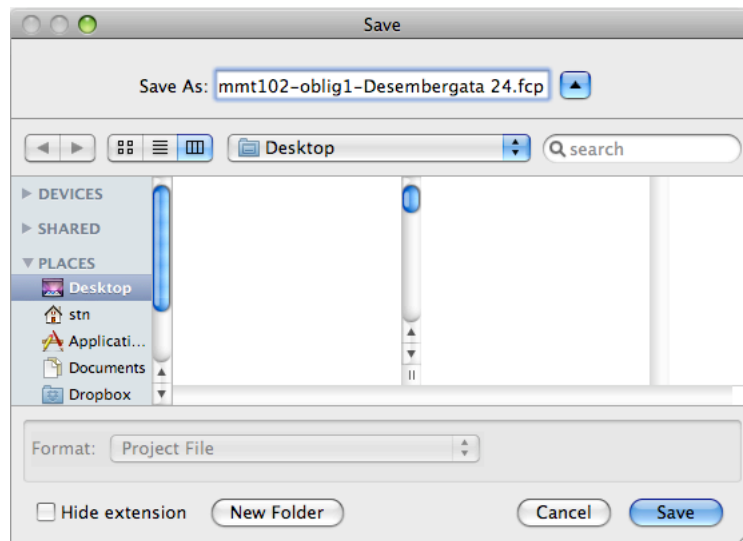 Save
Save As: mmt102-oblig1-Desembergata 24.fcp
Desktop
search
DEVICES
SHARED
PLACES
Desktop
stn
Applicati...
Documents
Dropbox
Format: Project File
Hide extension New Folder Cancel Save